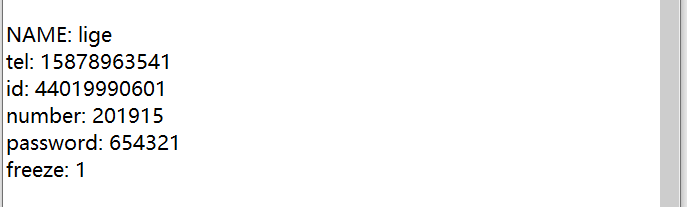 NAME: lige
tel: 15878963541
id: 44019990601
number: 201915
password: 654321
freeze: 1